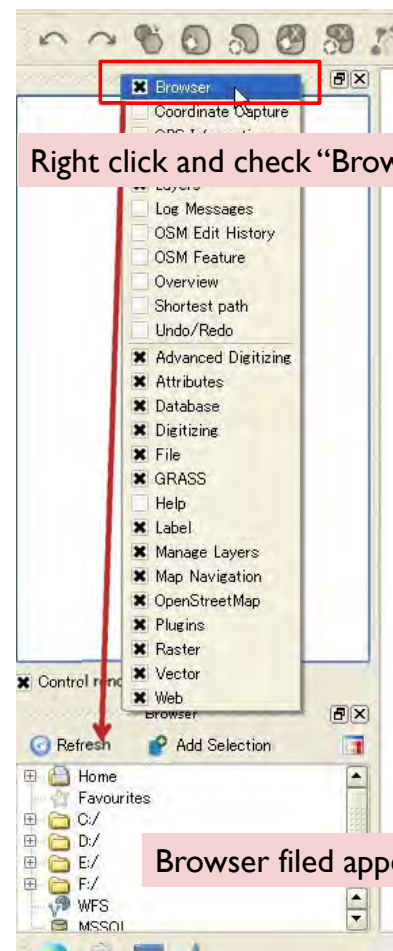 Browser
Coordinate Capture
Right click and check “Brow
Layers
Log Messages
OSM Edit History
OSM Feature
Overview
Shortest path
Undo/Redo
Advanced Digitizing
Attributes
Database
Digitizing
File
GRASS
Help
Label
Manage Layers
Map Navigation
OpenStreetMap
Plugins
Raster
Vector
Web
Control
Browser
Refresh Add Selection
Home
Favourites
C:/
D:/
E:/
F:/
Browser filed appe
WFS
MSSQL